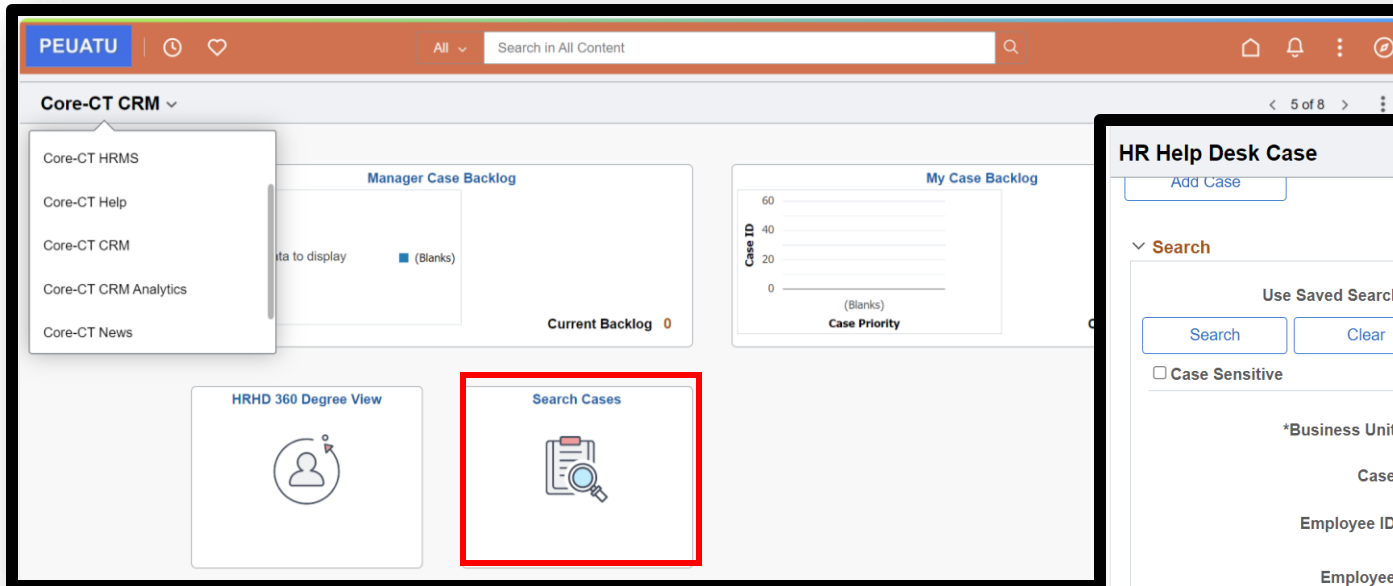 PEUATU
All
Search in All Content
Core-CT CRM
5 of 8
Core-CT HRMS
Core-CT Help
Core-CT CRM
Core-CT CRM Analytics
Core-CT News
Manager Case Backlog
to display
(Blanks)
Current Backlog 0
My Case Backlog
Case ID
60
40
20
0
(Blanks)
Case Priority
HRHD 360 Degree View
Search Cases
HR Help Desk Case
Add Case
Search
Use Saved Search
Search
Clear
Case Sensitive
*Business Unit
Case
Employee ID
Employee